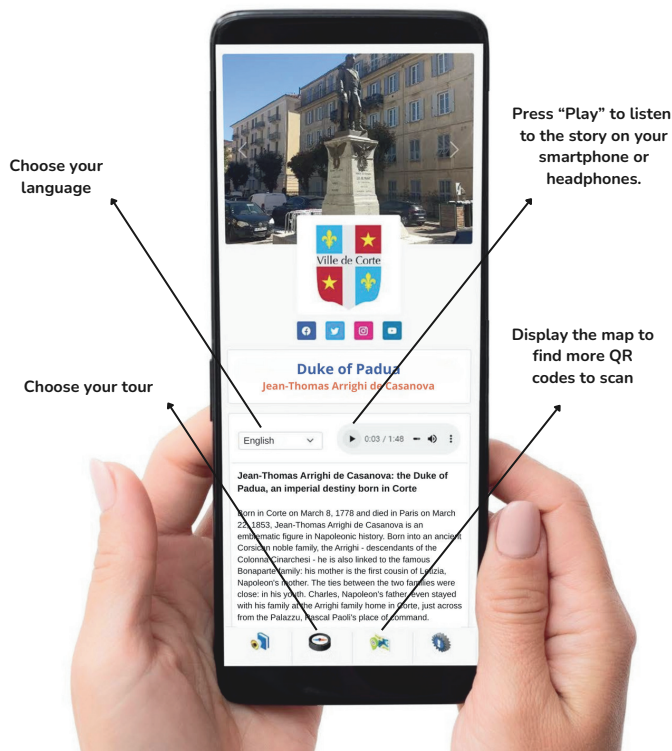 Choose your
language
Press “Play” to listen
to the story on your
smartphone or
headphones.
Choose your tour
Display the map to
find more QR
codes to scan
Ville de Corte
Duke of Padua
Jean-Thomas Arrighi de Casanova
English
0:03 / 1:48
Jean-Thomas Arrighi de Casanova: the Duke of
Padua, an imperial destiny born in Corte
Born in Corte on March 8, 1778 and died in Paris on March
22, 1853, Jean-Thomas Arrighi de Casanova is an
emblematic figure in Napoleonic history. Born into an ancient
Corsican noble family, the Arrighi - descendants of the
Colonna Cinarchesi - he is also linked to the famous
Bonaparte family: his mother is the first cousin of Letizia,
Napoleon's mother. The ties between the two families were
close: in his youth. Charles, Napoleon's father, even stayed
with his family at the Arrighi family home in Corte, just across
from the Palazzu, Pascal Paoli's place of command.